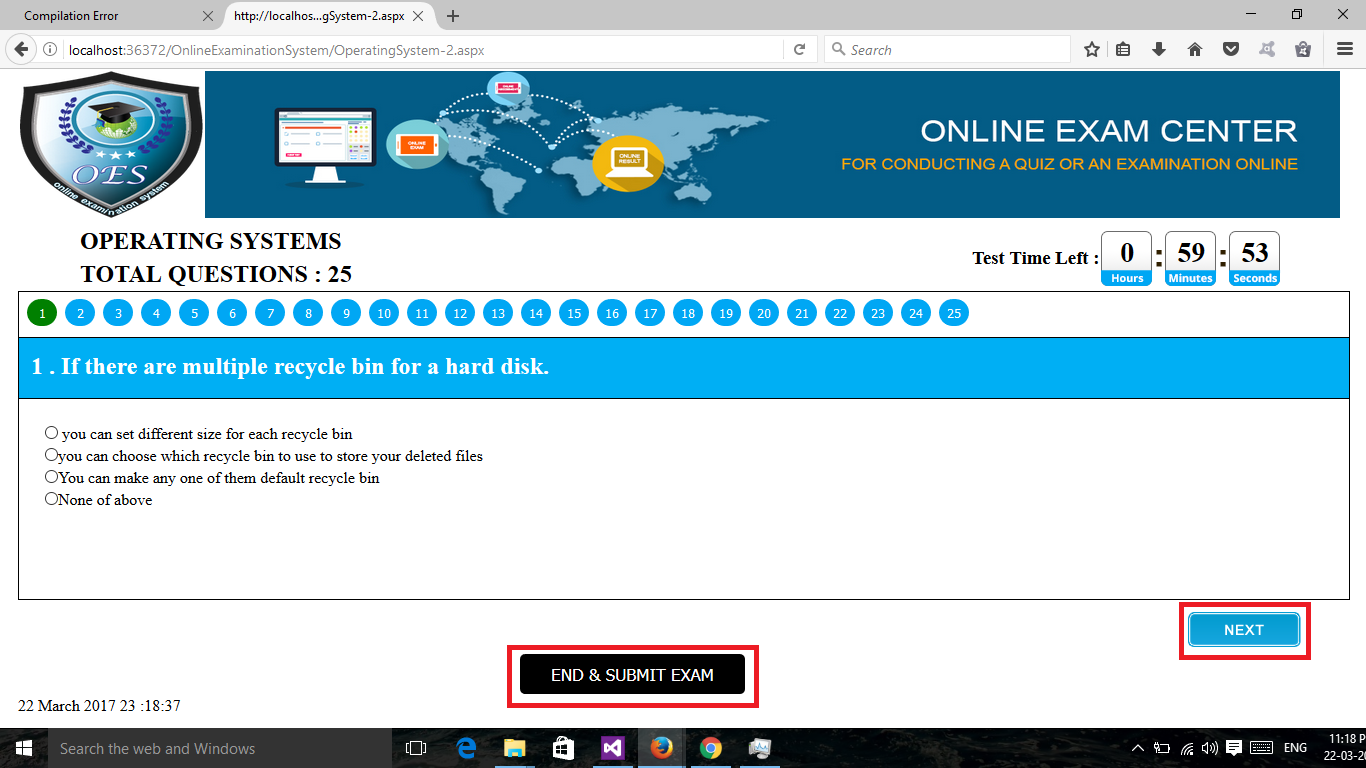 Compilation Error
http://localhos...gSystem-2.aspx
localhost:36372/OnlineExaminationSystem/OperatingSystem-2.aspx
Search
OES
online examination system
ONLINE EXAM
ONLINE RESULT
ONLINE EXAM CENTER
FOR CONDUCTING A QUIZ OR AN EXAMINATION ONLINE
OPERATING SYSTEMS
TOTAL QUESTIONS : 25
Test Time Left : 0 : 59 : 53
Hours Minutes Seconds
1 2 3 4 5 6 7 8 9 10 11 12 13 14 15 16 17 18 19 20 21 22 23 24 25
1 . If there are multiple recycle bin for a hard disk.
you can set different size for each recycle bin
you can choose which recycle bin to use to store your deleted files
You can make any one of them default recycle bin
None of above
NEXT
END & SUBMIT EXAM
22 March 2017 23 :18:37
Search the web and Windows
ENG
11:18 P
22-03-2